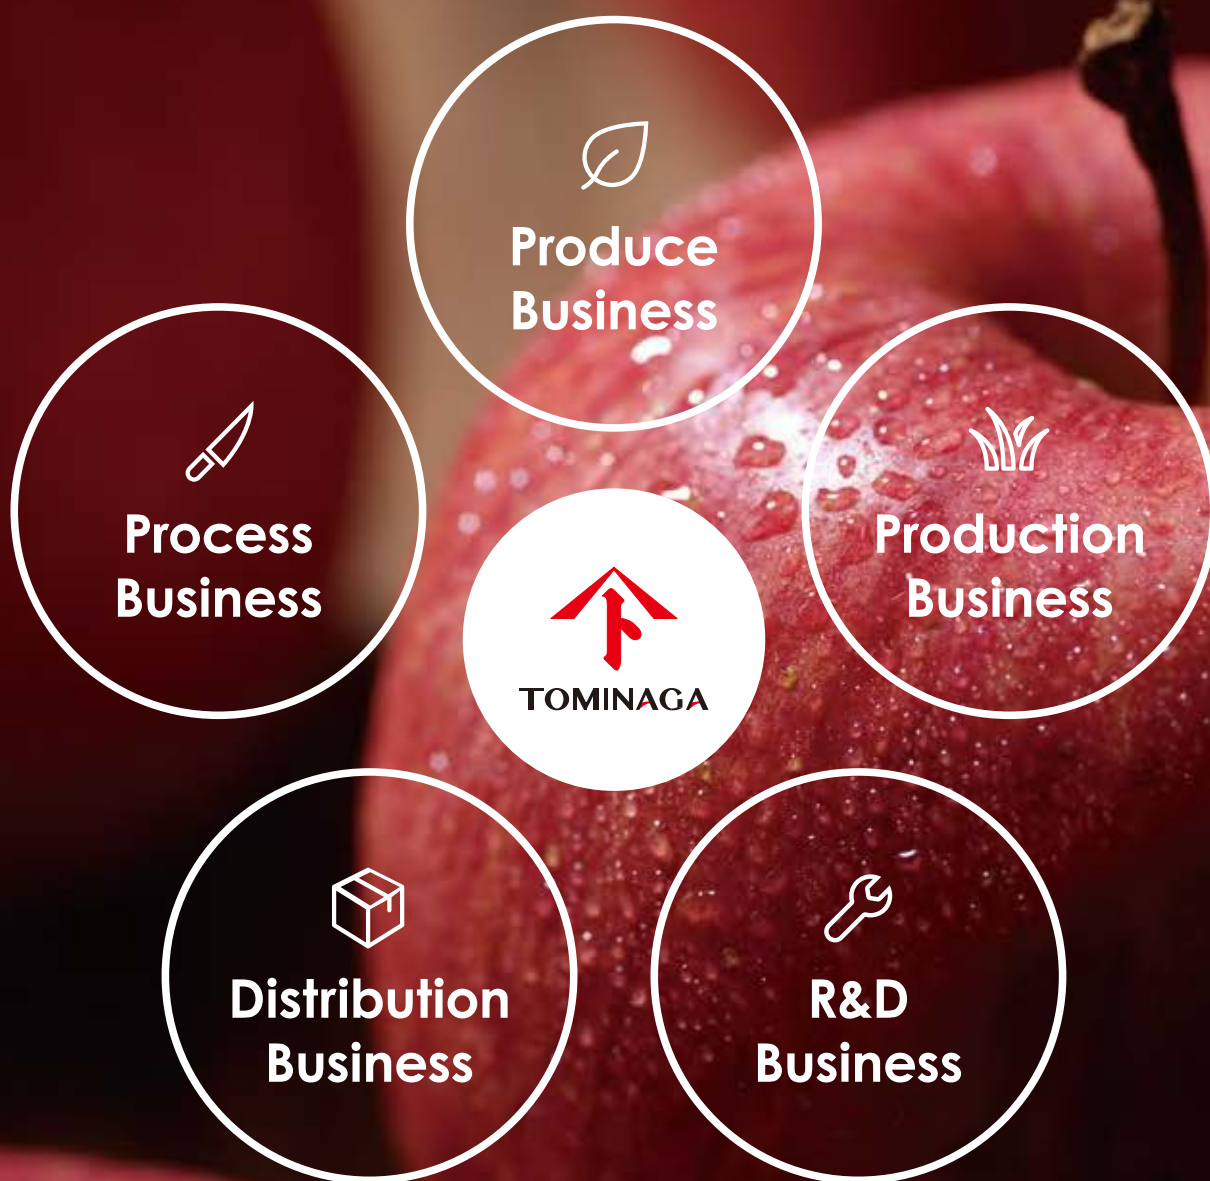 Produce
Business
Process
Business
Production
Business
TOMINAGA
Distribution
Business
R&D
Business